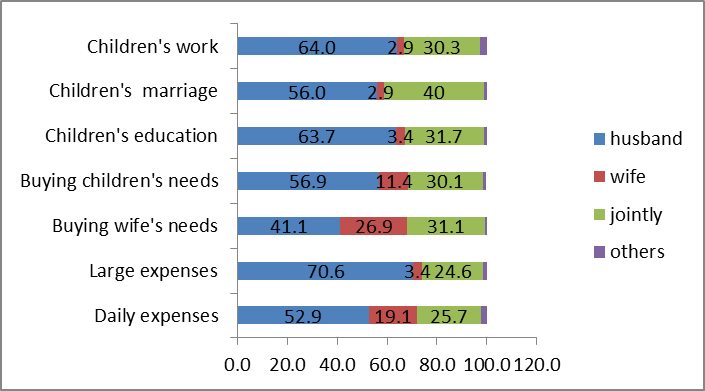 Children's work 64.0 2.9 30.3
Children's  marriage 56.0 2.9 40
Children's education 63.7 3.4 31.7
Buying children's needs 56.9 11.4 30.1
Buying wife's needs 41.1 26.9 31.1
Large expenses 70.6 3.4 24.6
Daily expenses 52.9 19.1 25.7
0.0 20.0 40.0 60.0 80.0 100.0 120.0
husband
wife
jointly
others